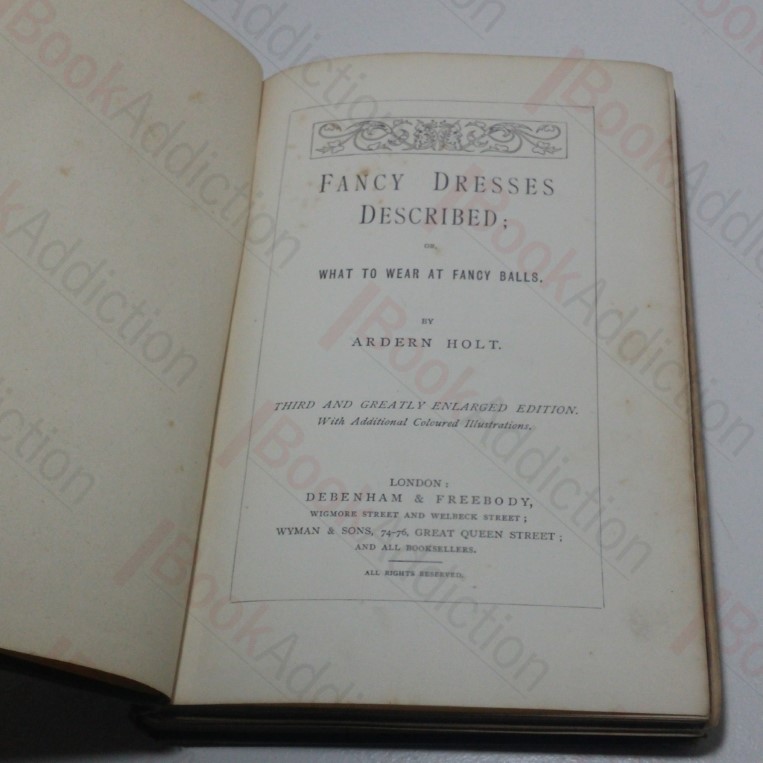 FANCY DRESSES
DESCRIBED;
OR,
WHAT TO WEAR AT FANCY BALLS.
BY
ARDERN HOLT.
THIRD AND GREATLY ENLARGED EDITION.
With Additional Coloured Illustrations.
LONDON:
DEBENHAM & FREEBODY,
WIGMORE STREET AND WELBECK STREET;
WYMAN & SONS, 74-76, GREAT QUEEN STREET;
AND ALL BOOKSELLERS.
ALL RIGHTS RESERVED.
BookAddiction